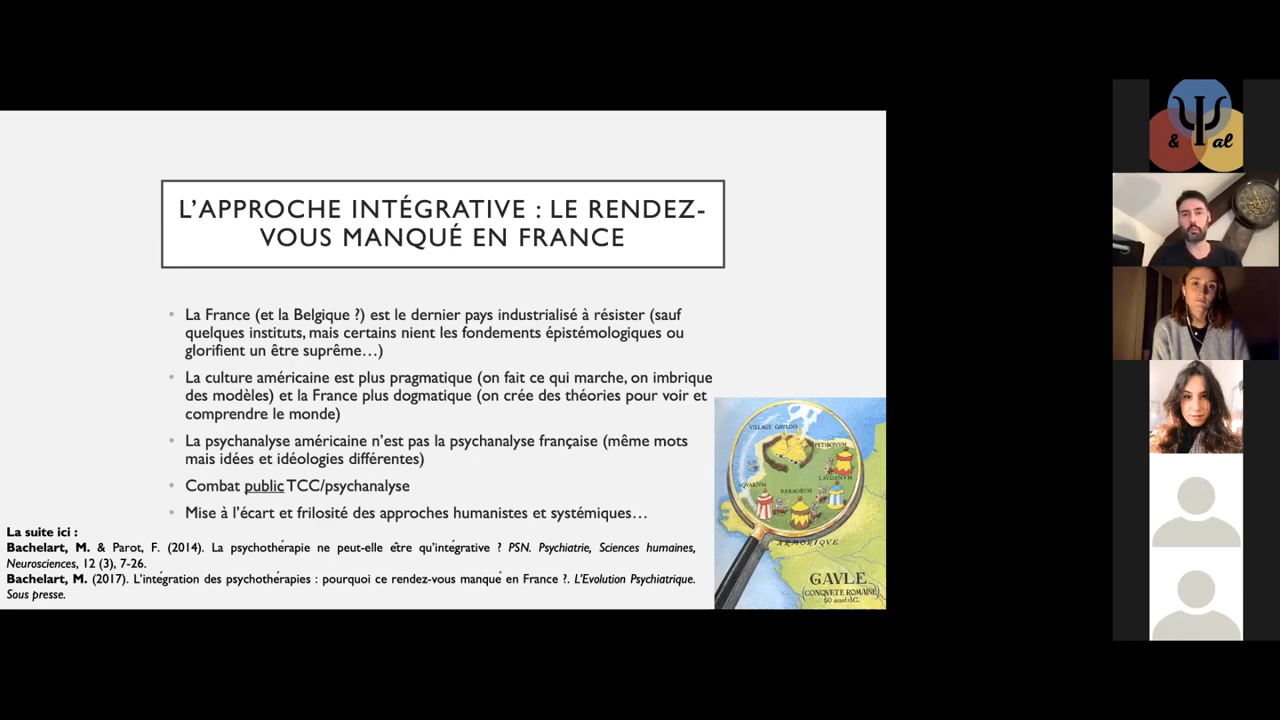 L'APPROCHE INTÉGRATIVE : LE RENDEZ-
VOUS MANQUÉ EN FRANCE
• La France (et la Belgique ?) est le dernier pays industrialisé à résister (sauf
quelques instituts, mais certains nient les fondements épistémologiques ou
glorifient un être suprême…)
• La culture américaine est plus pragmatique (on fait ce qui marche, on imbrique
des modèles) et la France plus dogmatique (on crée des théories pour voir et
comprendre le monde)
• La psychanalyse américaine n'est pas la psychanalyse française (même mots
mais idées et idéologies différentes)
• Combat public TCC/psychanalyse
• Mise à l'écart et frilosité des approches humanistes et systémiques…
La suite ici :
Bachelart, M. & Parot, F. (2014). La psychothérapie ne peut-elle être qu'intégrative ? PSN. Psychiatrie, Sciences humaines,
Neurosciences, 12 (3), 7-26.
Bachelart, M. (2017). L'intégration des psychothérapies : pourquoi ce rendez-vous manqué en France ?. L'Evolution Psychiatrique.
Sous presse.
VILLAGE GAULOIS
PETIBONVM
LAVDANVM
AQVARIVM
BABAORVM
ARMORIQVE
GAVLE
(CONQVETE ROMAINE)
50 avant J.C.
& Ψ al